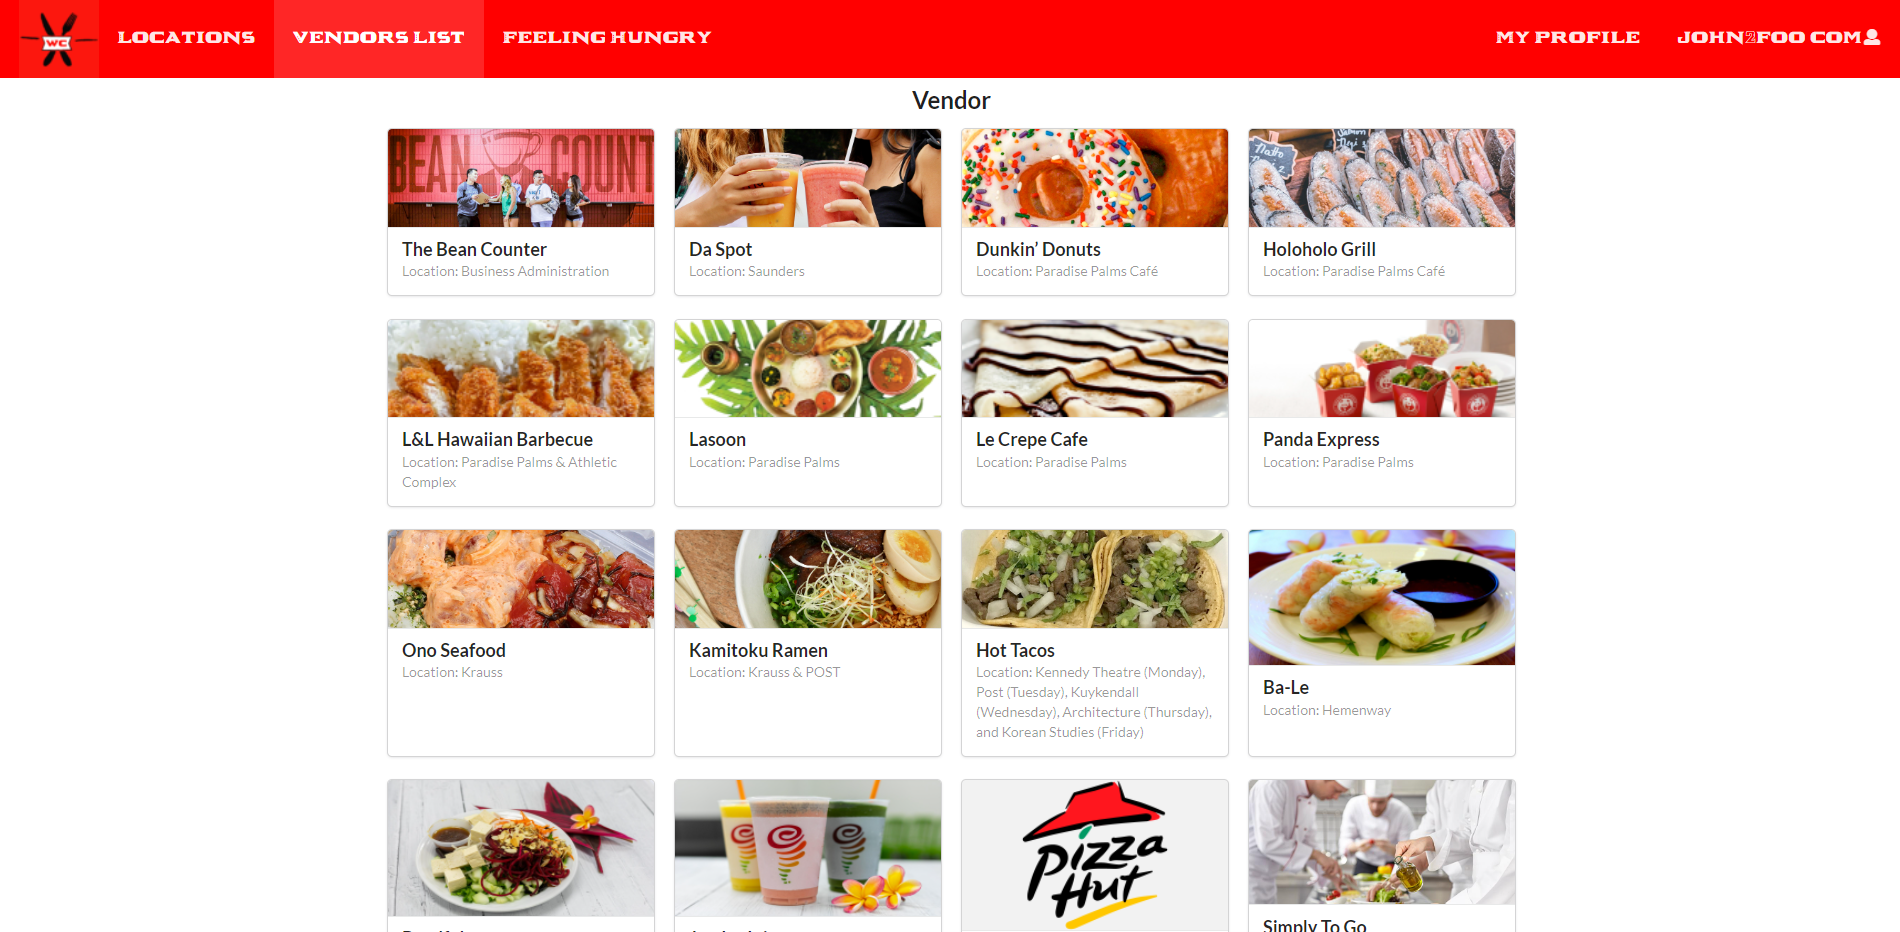 WC
LOCATIONS
VENDORS LIST
FEELING HUNGRY
MY PROFILE
JOHN2FOO COM
Vendor
BEAN COUNT
Natto
The Bean Counter
Location: Business Administration
Da Spot
Location: Saunders
Dunkin’ Donuts
Location: Paradise Palms Café
Holoholo Grill
Location: Paradise Palms Café
L&L Hawaiian Barbecue
Location: Paradise Palms & Athletic
Complex
Lasoon
Location: Paradise Palms
Le Crepe Cafe
Location: Paradise Palms
Panda Express
Location: Paradise Palms
Ono Seafood
Location: Krauss
Kamitoku Ramen
Location: Krauss & POST
Hot Tacos
Location: Kennedy Theatre (Monday),
Post (Tuesday), Kuykendall
(Wednesday), Architecture (Thursday),
and Korean Studies (Friday)
Ba-Le
Location: Hemenway
Pizza
Hut
Simply To Go